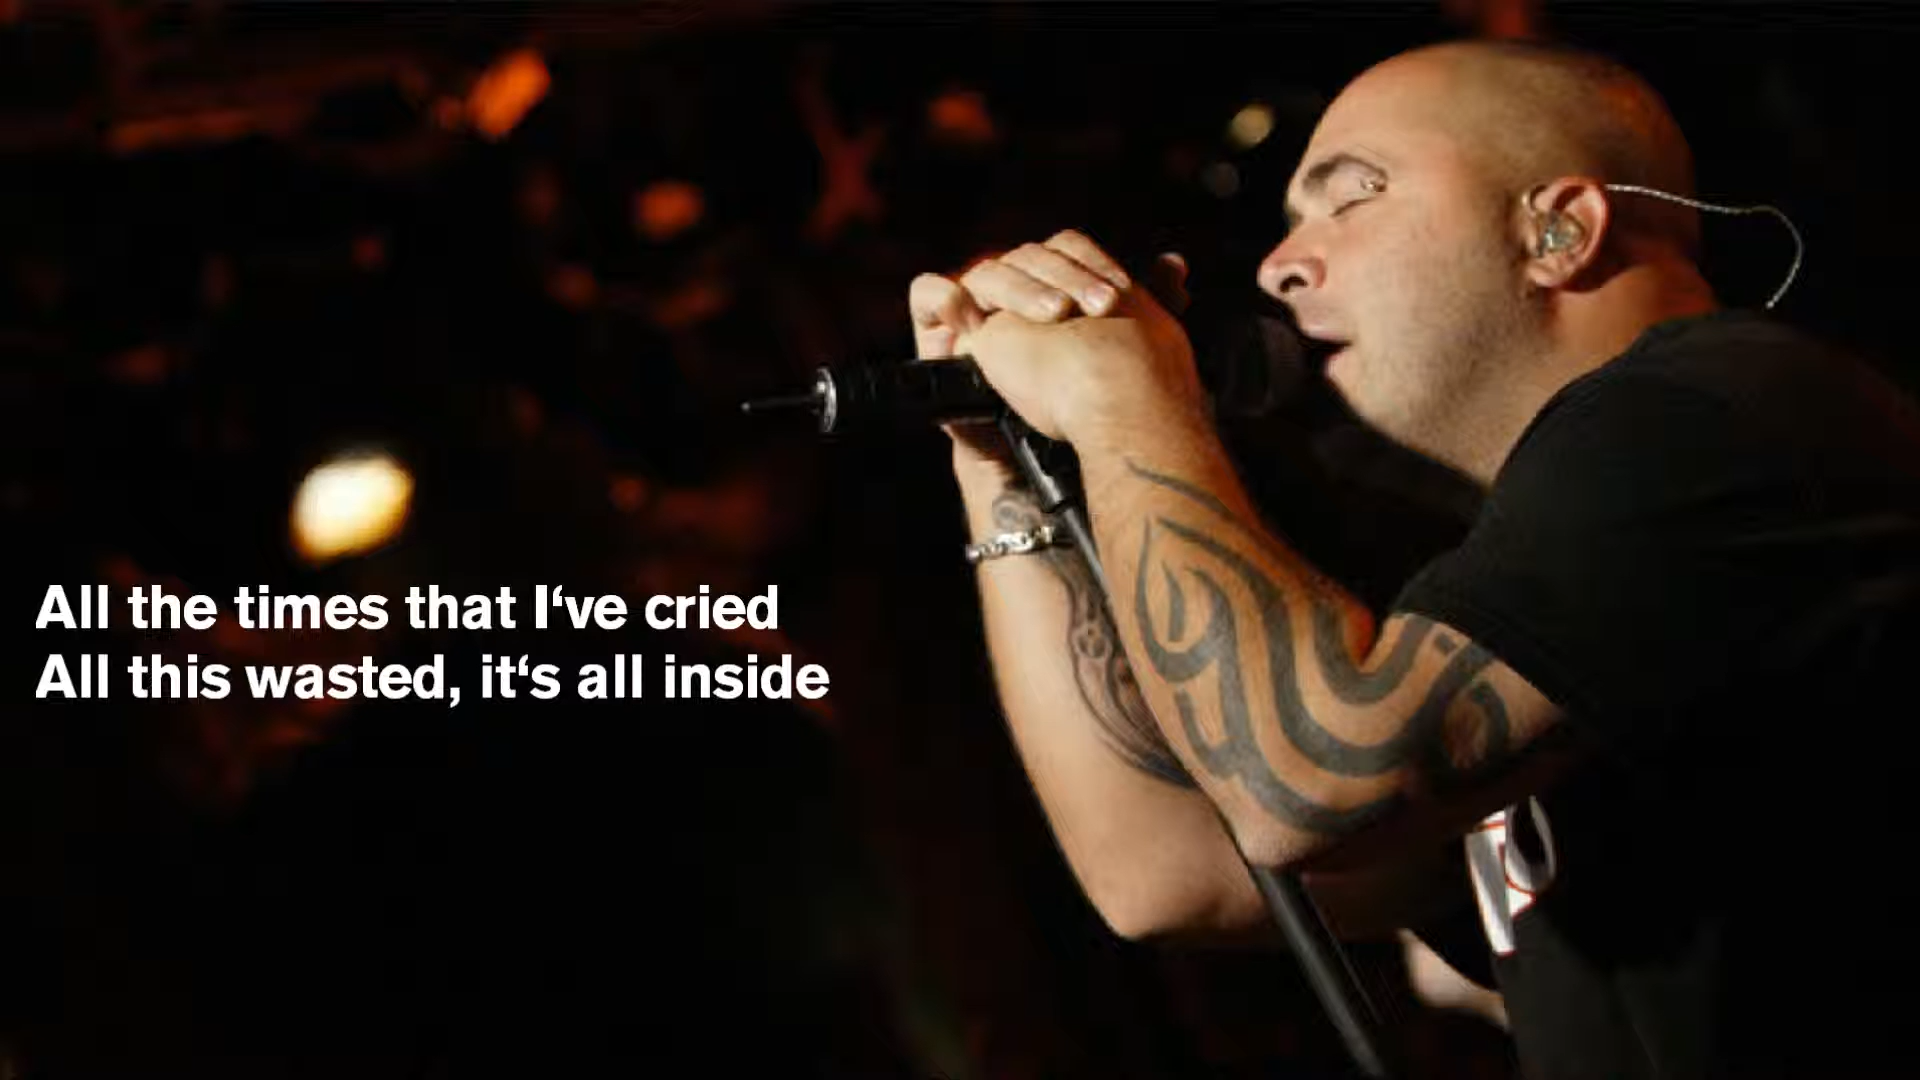 All the times that I‘ve cried
All this wasted, it‘s all inside